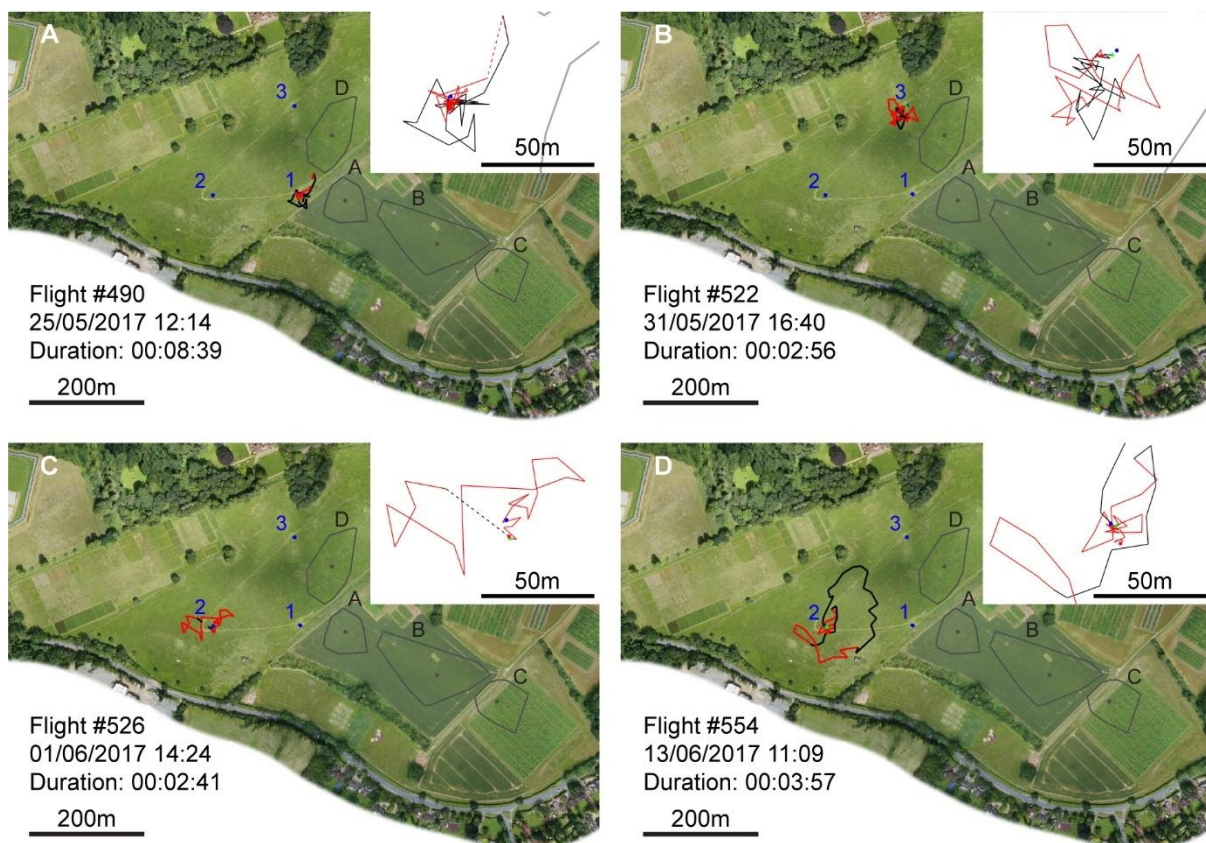 A
3
D
50m
2
1
A
B
C
Flight #490
25/05/2017 12:14
Duration: 00:08:39
200m
B
3
D
50m
2
1
A
B
C
Flight #522
31/05/2017 16:40
Duration: 00:02:56
200m
C
3
D
50m
2
1
A
B
C
Flight #526
01/06/2017 14:24
Duration: 00:02:41
200m
D
3
D
50m
2
1
A
B
C
Flight #554
13/06/2017 11:09
Duration: 00:03:57
200m